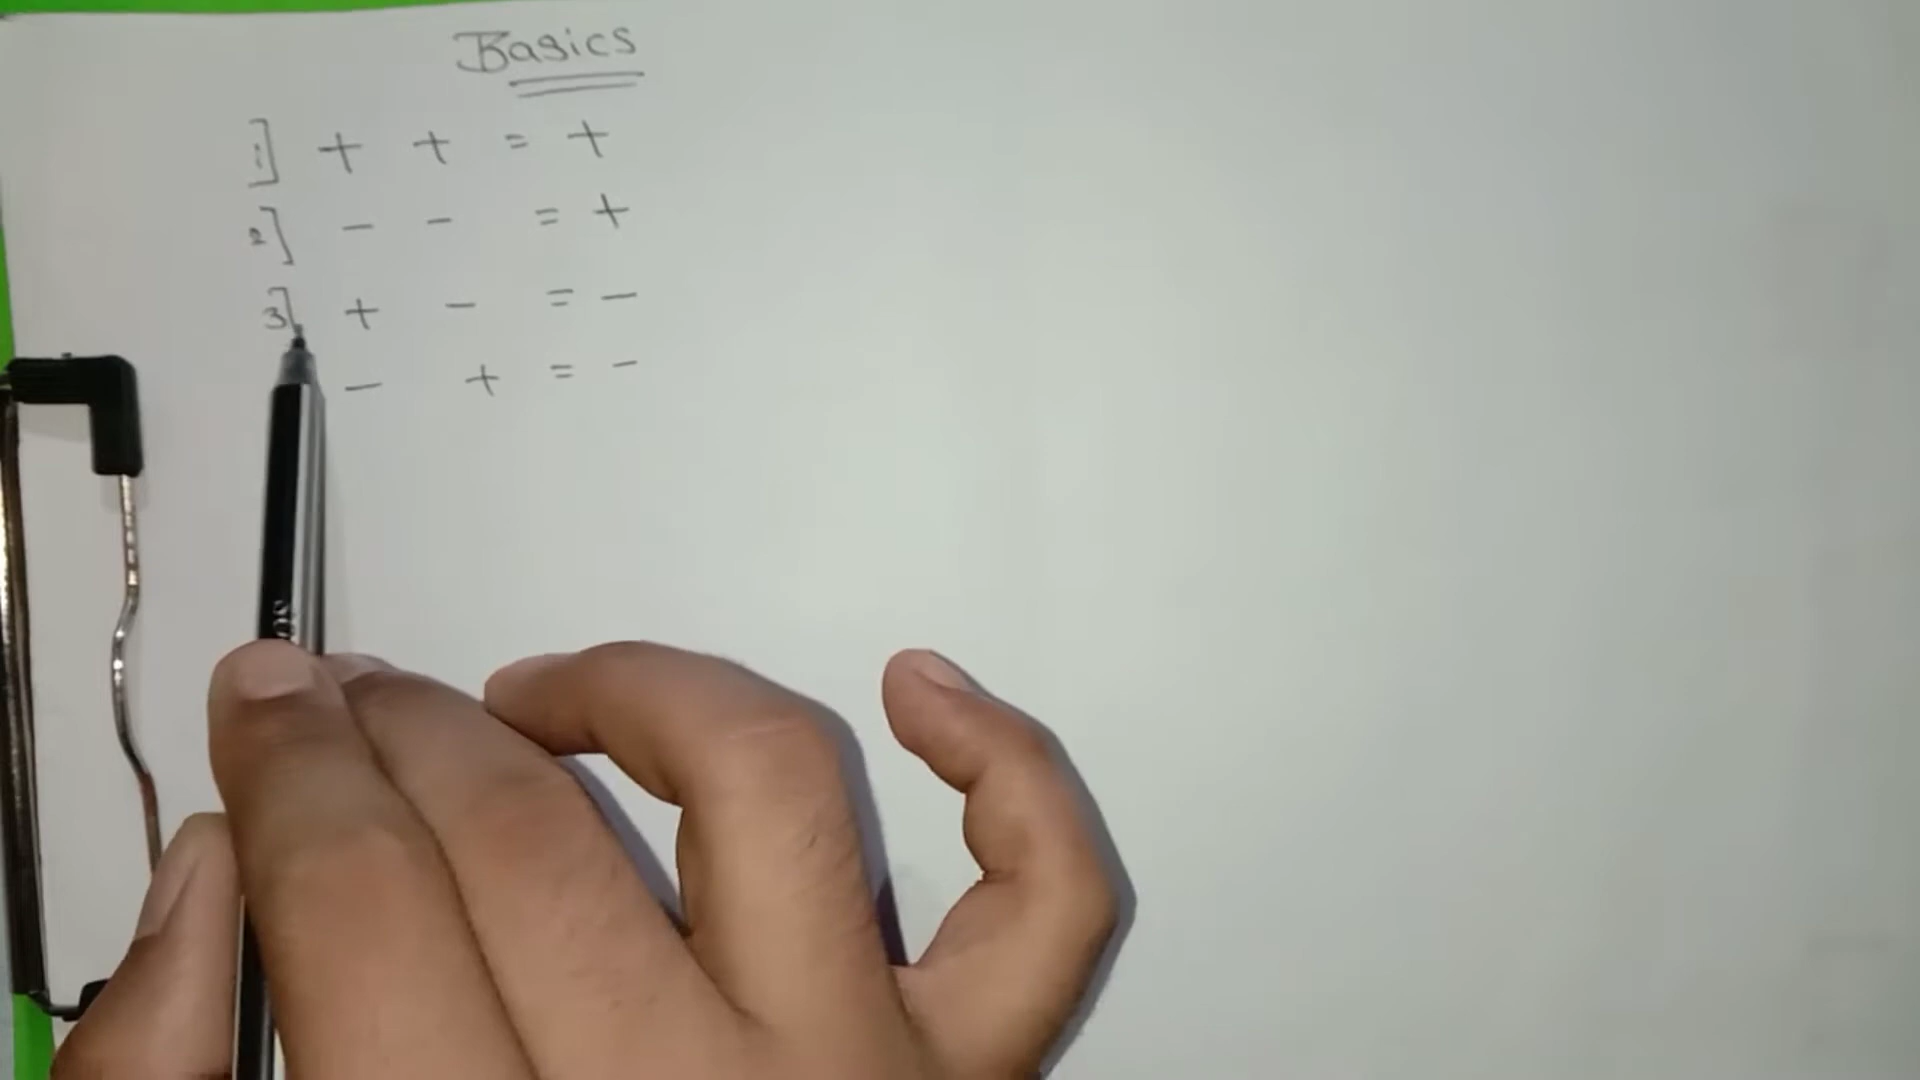 Basics
1] + + = +
2] - - = +
3] + - = -
- + = -